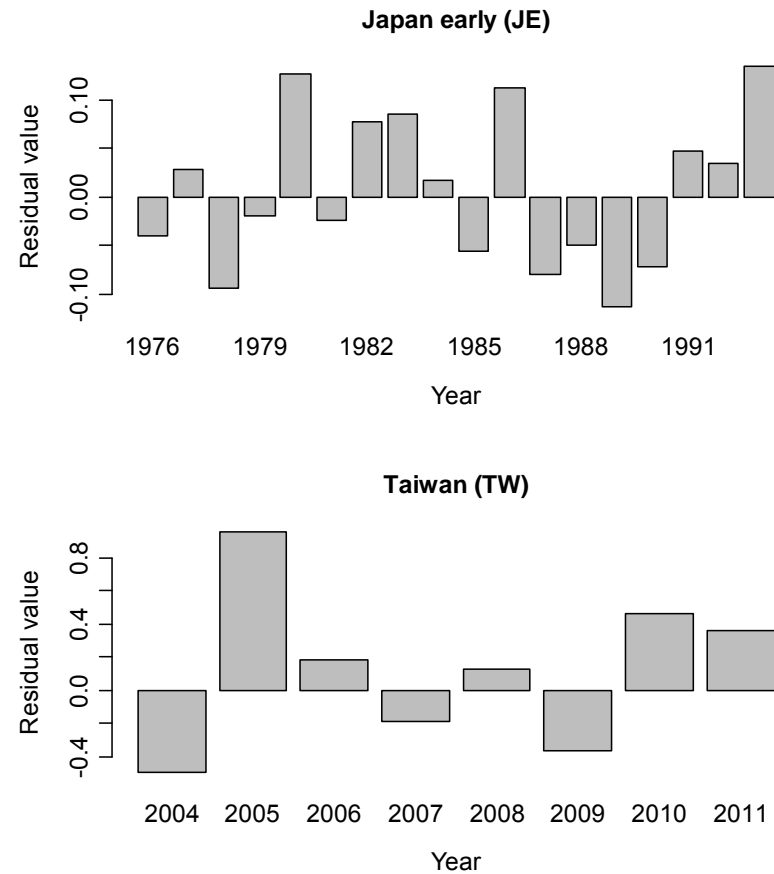 Japan early (JE)
Residual value
0.10
0.00
-0.10
1976 1979 1982 1985 1988 1991
Year
Taiwan (TW)
Residual value
0.8
0.4
0.0
-0.4
2004 2005 2006 2007 2008 2009 2010 2011
Year